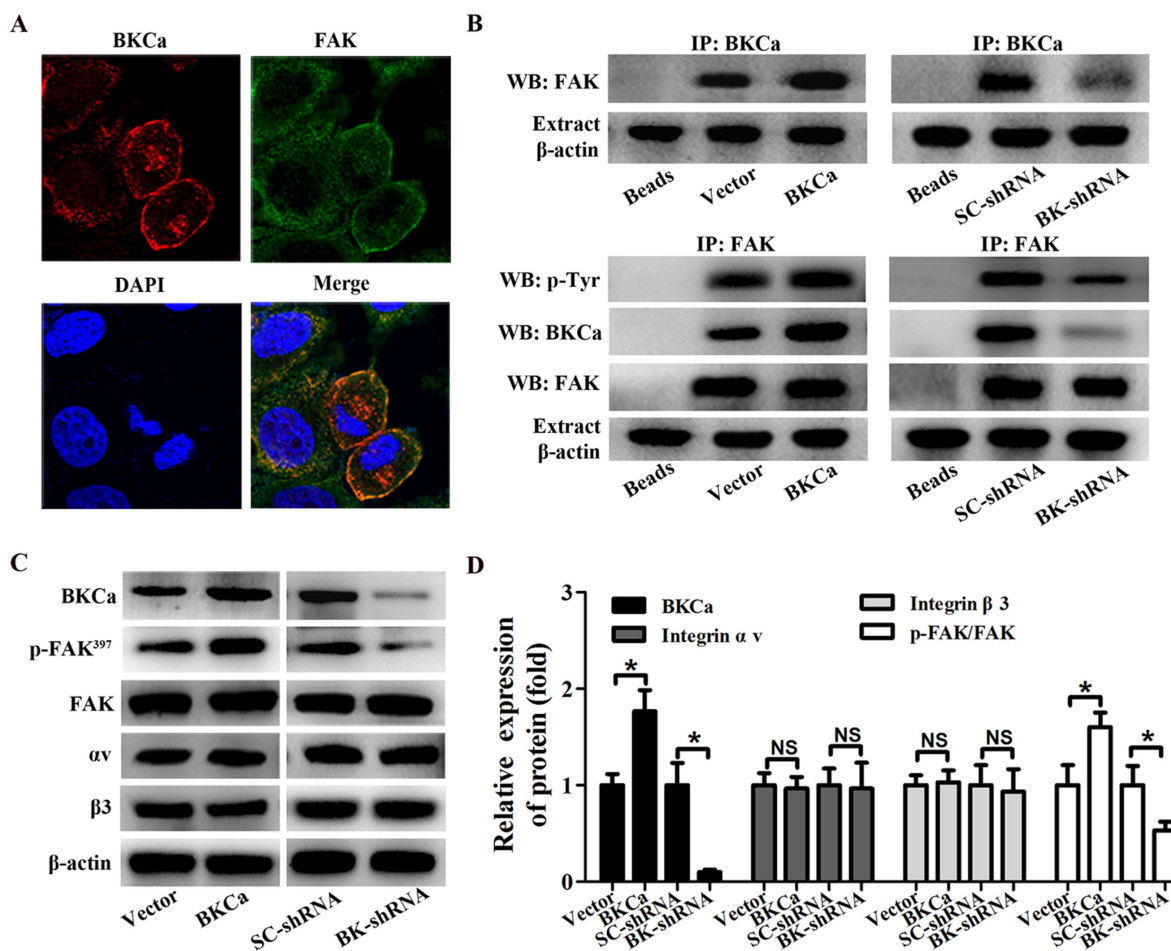 A
BKCa
FAK
DAPI
Merge
B
IP: BKCa
IP: BKCa
WB: FAK
Extract
β-actin
Beads
Vector
BKCa
Beads
SC-shRNA
BK-shRNA
IP: FAK
IP: FAK
WB: p-Tyr
WB: BKCa
WB: FAK
Extract
β-actin
Beads
Vector
BKCa
Beads
SC-shRNA
BK-shRNA
C
BKCa
p-FAK³⁹⁷
FAK
αv
β3
β-actin
Vector
BKCa
SC-shRNA
BK-shRNA
D
Relative expression
of protein (fold)
3
2
1
0
BKCa
Integrin α v
Integrin β 3
p-FAK/FAK
*
*
NS
NS
NS
NS
*
*
Vector
BKCa
SC-shRNA
BK-shRNA
Vector
BKCa
SC-shRNA
BK-shRNA
Vector
BKCa
SC-shRNA
BK-shRNA
Vector
BKCa
SC-shRNA
BK-shRNA